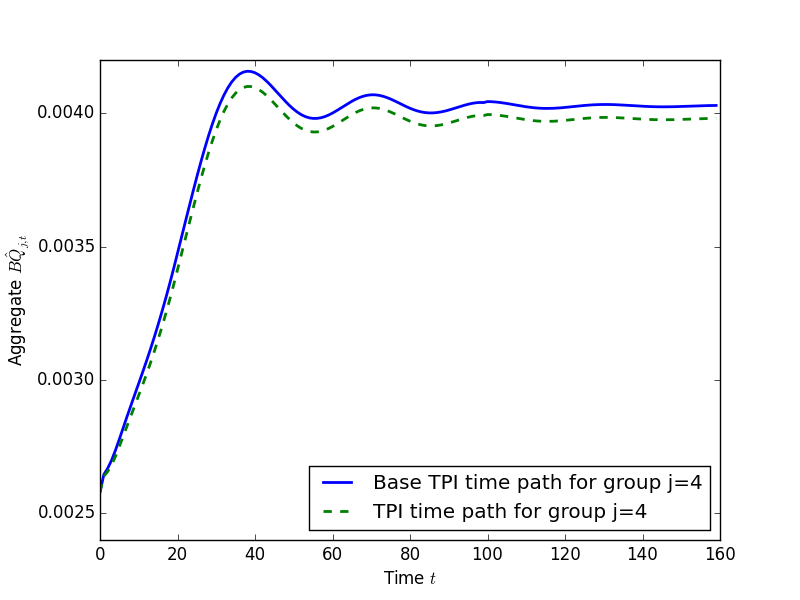 0.0040
0.0035
0.0030
0.0025
0 20 40 60 80 100 120 140 160
Aggregate $\hat{BQ}_{j,t}$
Time t
Base TPI time path for group j=4
TPI time path for group j=4